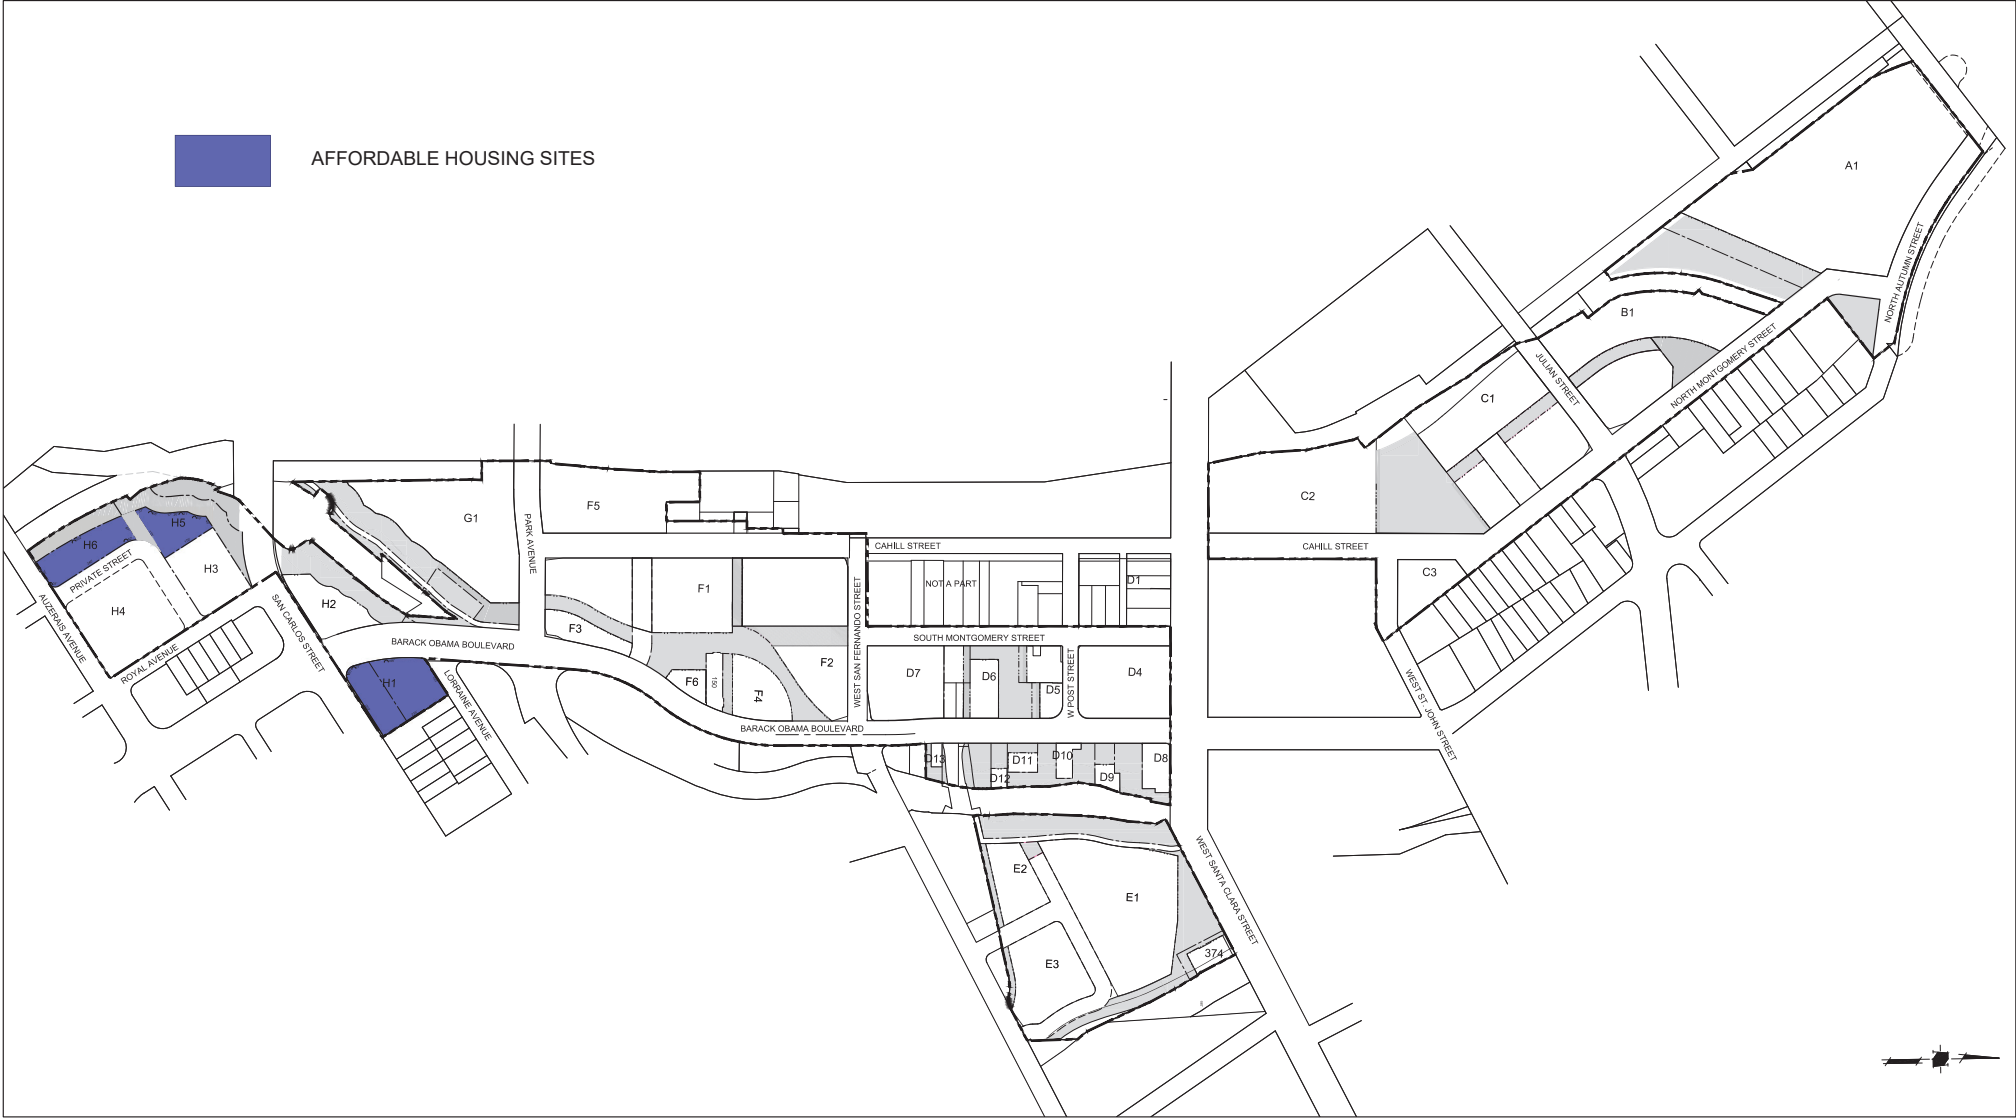 AFFORDABLE HOUSING SITES
A1
NORTH AUTUMN STREET
B1
NORTH MONTGOMERY STREET
JULIAN STREET
C1
C2
CAHILL STREET
C3
WEST ST. JOHN STREET
G1
F5
PARK AVENUE
H5
H6
PRIVATE STREET
H3
H4
AUZERAIS AVENUE
ROYAL AVENUE
SAN CARLOS STREET
H2
BARACK OBAMA BOULEVARD
H1
LORRAINE AVENUE
F1
F3
F2
F6
150
F4
WEST SAN FERNANDO STREET
CAHILL STREET
NOT A PART
D1
SOUTH MONTGOMERY STREET
D7
D6
D5
W POST STREET
D4
BARACK OBAMA BOULEVARD
D13
D12
D11
D10
D9
D8
E2
E1
E3
374
WEST SANTA CLARA STREET